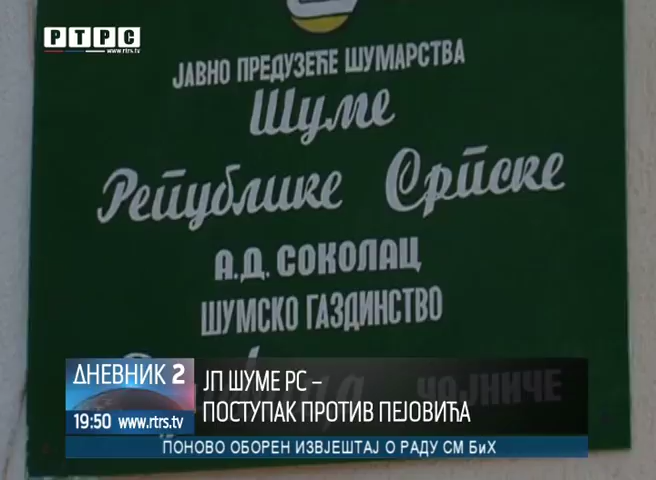 РТРС
www.rtrs.tv
ЈАВНО ПРЕДУЗЕЋЕ ШУМАРСТВА
Шуме
Републике Српске
А.Д. СОКОЛАЦ
ШУМСКО ГАЗДИНСТВО
ЧАЈНИЧЕ
ДНЕВНИК 2
ЈП ШУМЕ РС –
ПОСТУПАК ПРОТИВ ПЕЈОВИЋА
19:50 www.rtrs.tv
ПОНОВО ОБОРЕН ИЗВЈЕШТАЈ О РАДУ СМ БиХ